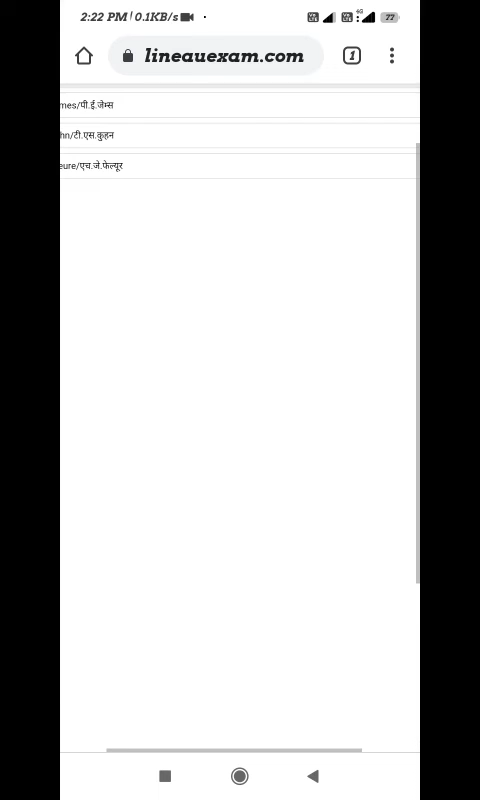 2:22 PM | 0.1KB/s
4G
77
lineauexam.com
1
mes/पी.ई.जेम्स
hn/टी.एस.कुहन
eure/एच.जे.फेल्यूर